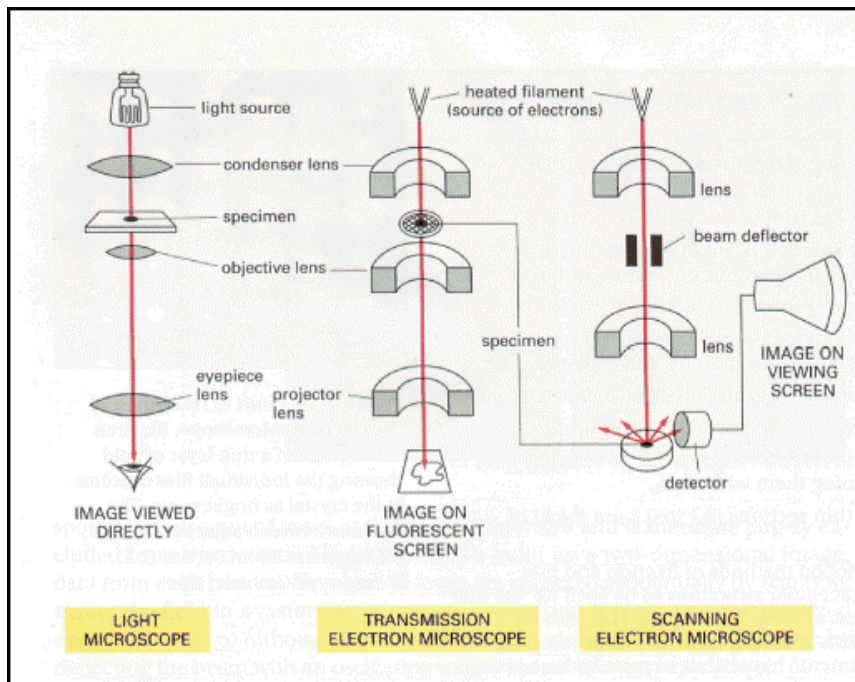 light source
heated filament
(source of electrons)
condenser lens
lens
specimen
beam deflector
objective lens
specimen
lens
IMAGE ON
VIEWING
SCREEN
eyepiece
lens
projector
lens
detector
IMAGE VIEWED
DIRECTLY
IMAGE ON
FLUORESCENT
SCREEN
LIGHT
MICROSCOPE
TRANSMISSION
ELECTRON MICROSCOPE
SCANNING
ELECTRON MICROSCOPE